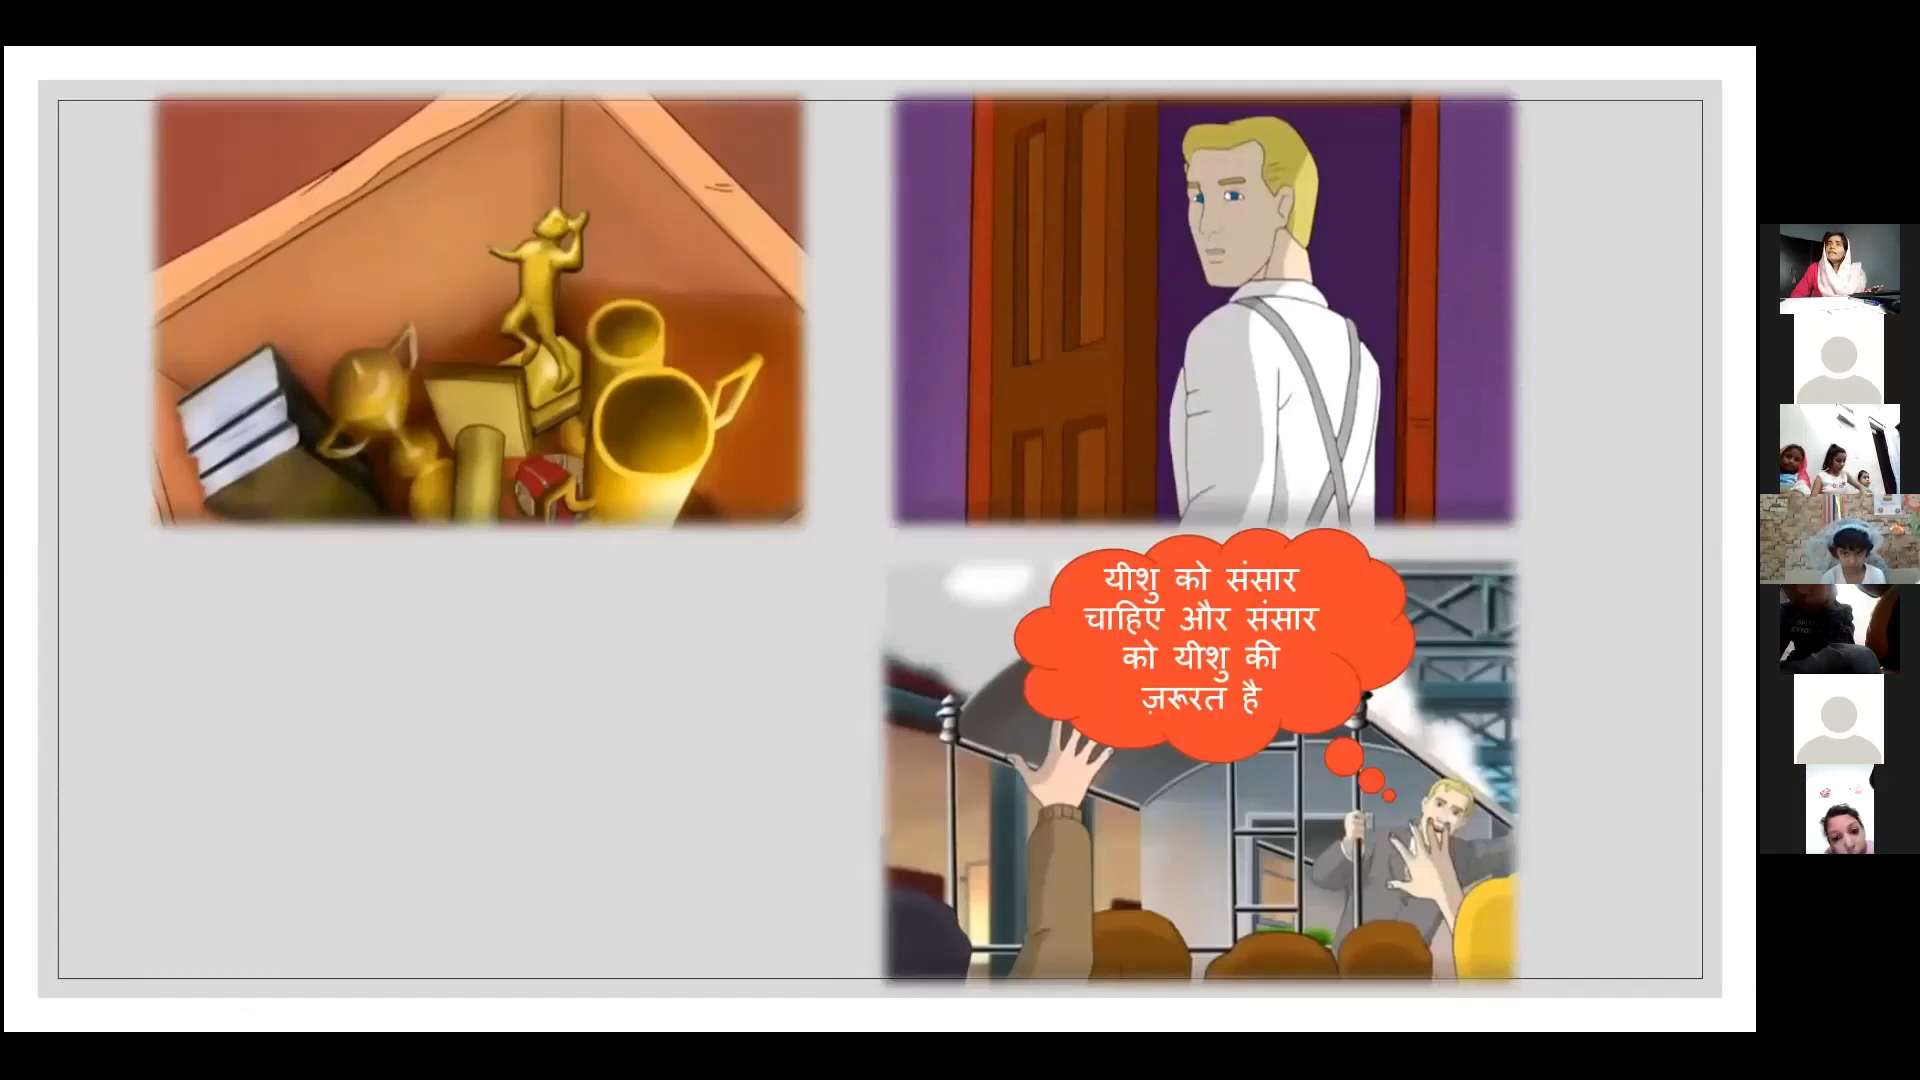 यीशु को संसार
चाहिए और संसार
को यीशु की
ज़रूरत है